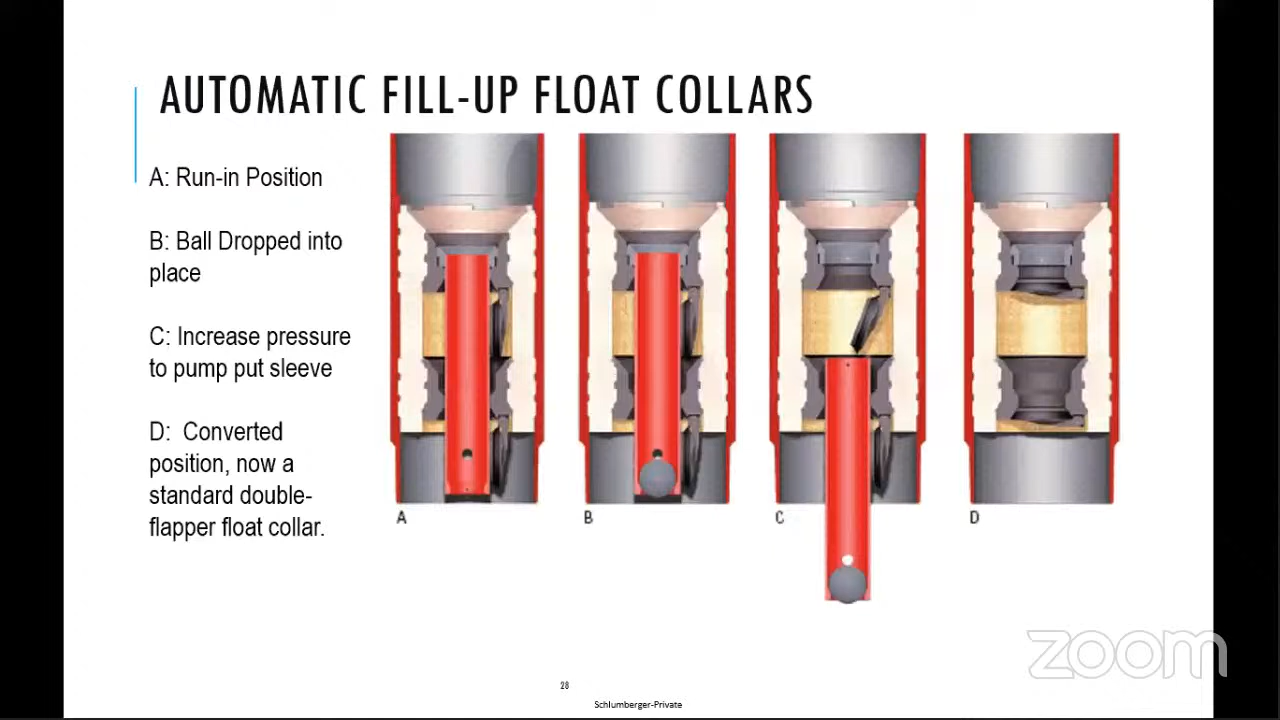 AUTOMATIC FILL-UP FLOAT COLLARS
A: Run-in Position
B: Ball Dropped into
place
C: Increase pressure
to pump put sleeve
D: Converted
position, now a
standard double-
flapper float collar.
A
B
C
D
zoom
28
Schlumberger-Private